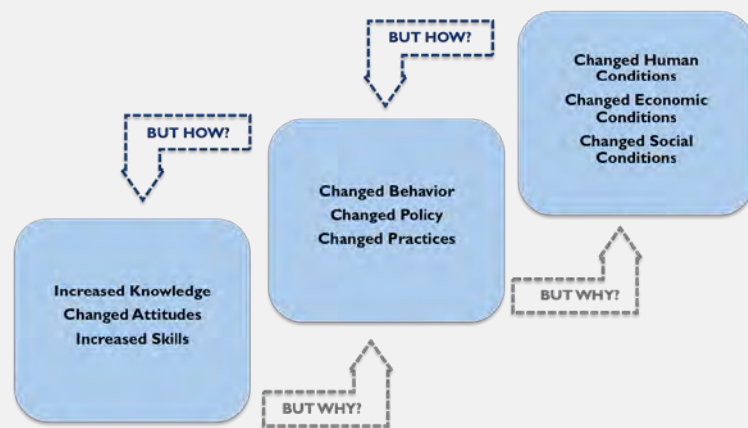 BUT HOW?
Changed Human
Conditions
Changed Economic
Conditions
Changed Social
Conditions
BUT HOW?
Changed Behavior
Changed Policy
Changed Practices
BUT WHY?
Increased Knowledge
Changed Attitudes
Increased Skills
BUT WHY?